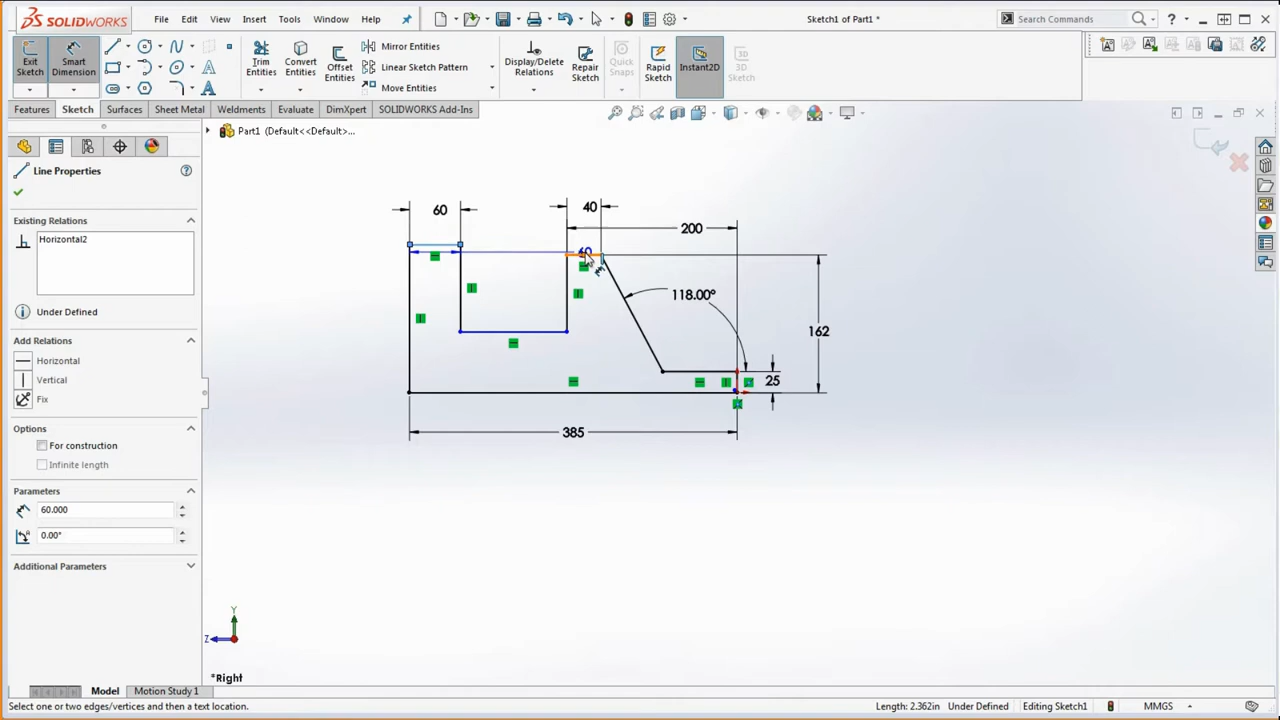 SOLIDWORKS
File Edit View Insert Tools Window Help
Sketch1 of Part1 *
Search Commands
Exit Sketch
Smart Dimension
Trim Entities
Convert Entities
Offset Entities
Mirror Entities
Linear Sketch Pattern
Move Entities
Display/Delete Relations
Repair Sketch
Quick Snaps
Rapid Sketch
Instant2D
3D Sketch
Features Sketch Surfaces Sheet Metal Weldments Evaluate DimXpert SOLIDWORKS Add-Ins
Part1 (Default<<Default>...
Line Properties
Existing Relations
Horizontal2
Under Defined
Add Relations
Horizontal
Vertical
Fix
Options
For construction
Infinite length
Parameters
60.000
0.00°
Additional Parameters
60
40
200
60
118.00°
162
25
385
Y
Z
*Right
Model Motion Study 1
Select one or two edges/vertices and then a text location.
Length: 2.362in Under Defined Editing Sketch1 MMGS